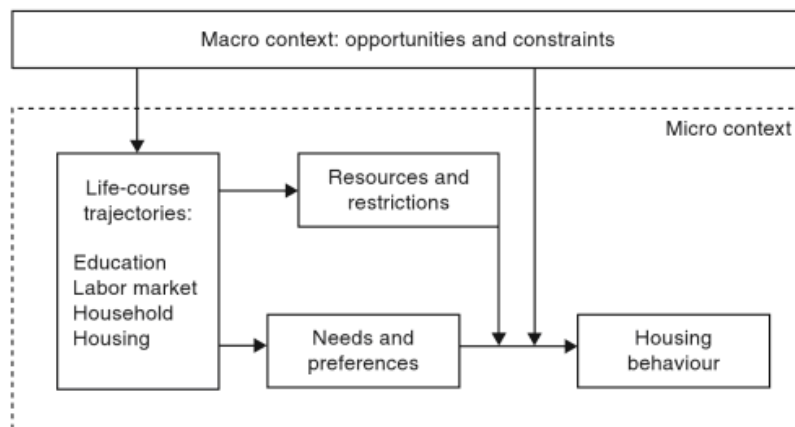 Macro context: opportunities and constraints
Micro context
Life-course
trajectories:
Education
Labor market
Household
Housing
Resources and
restrictions
Needs and
preferences
Housing
behaviour